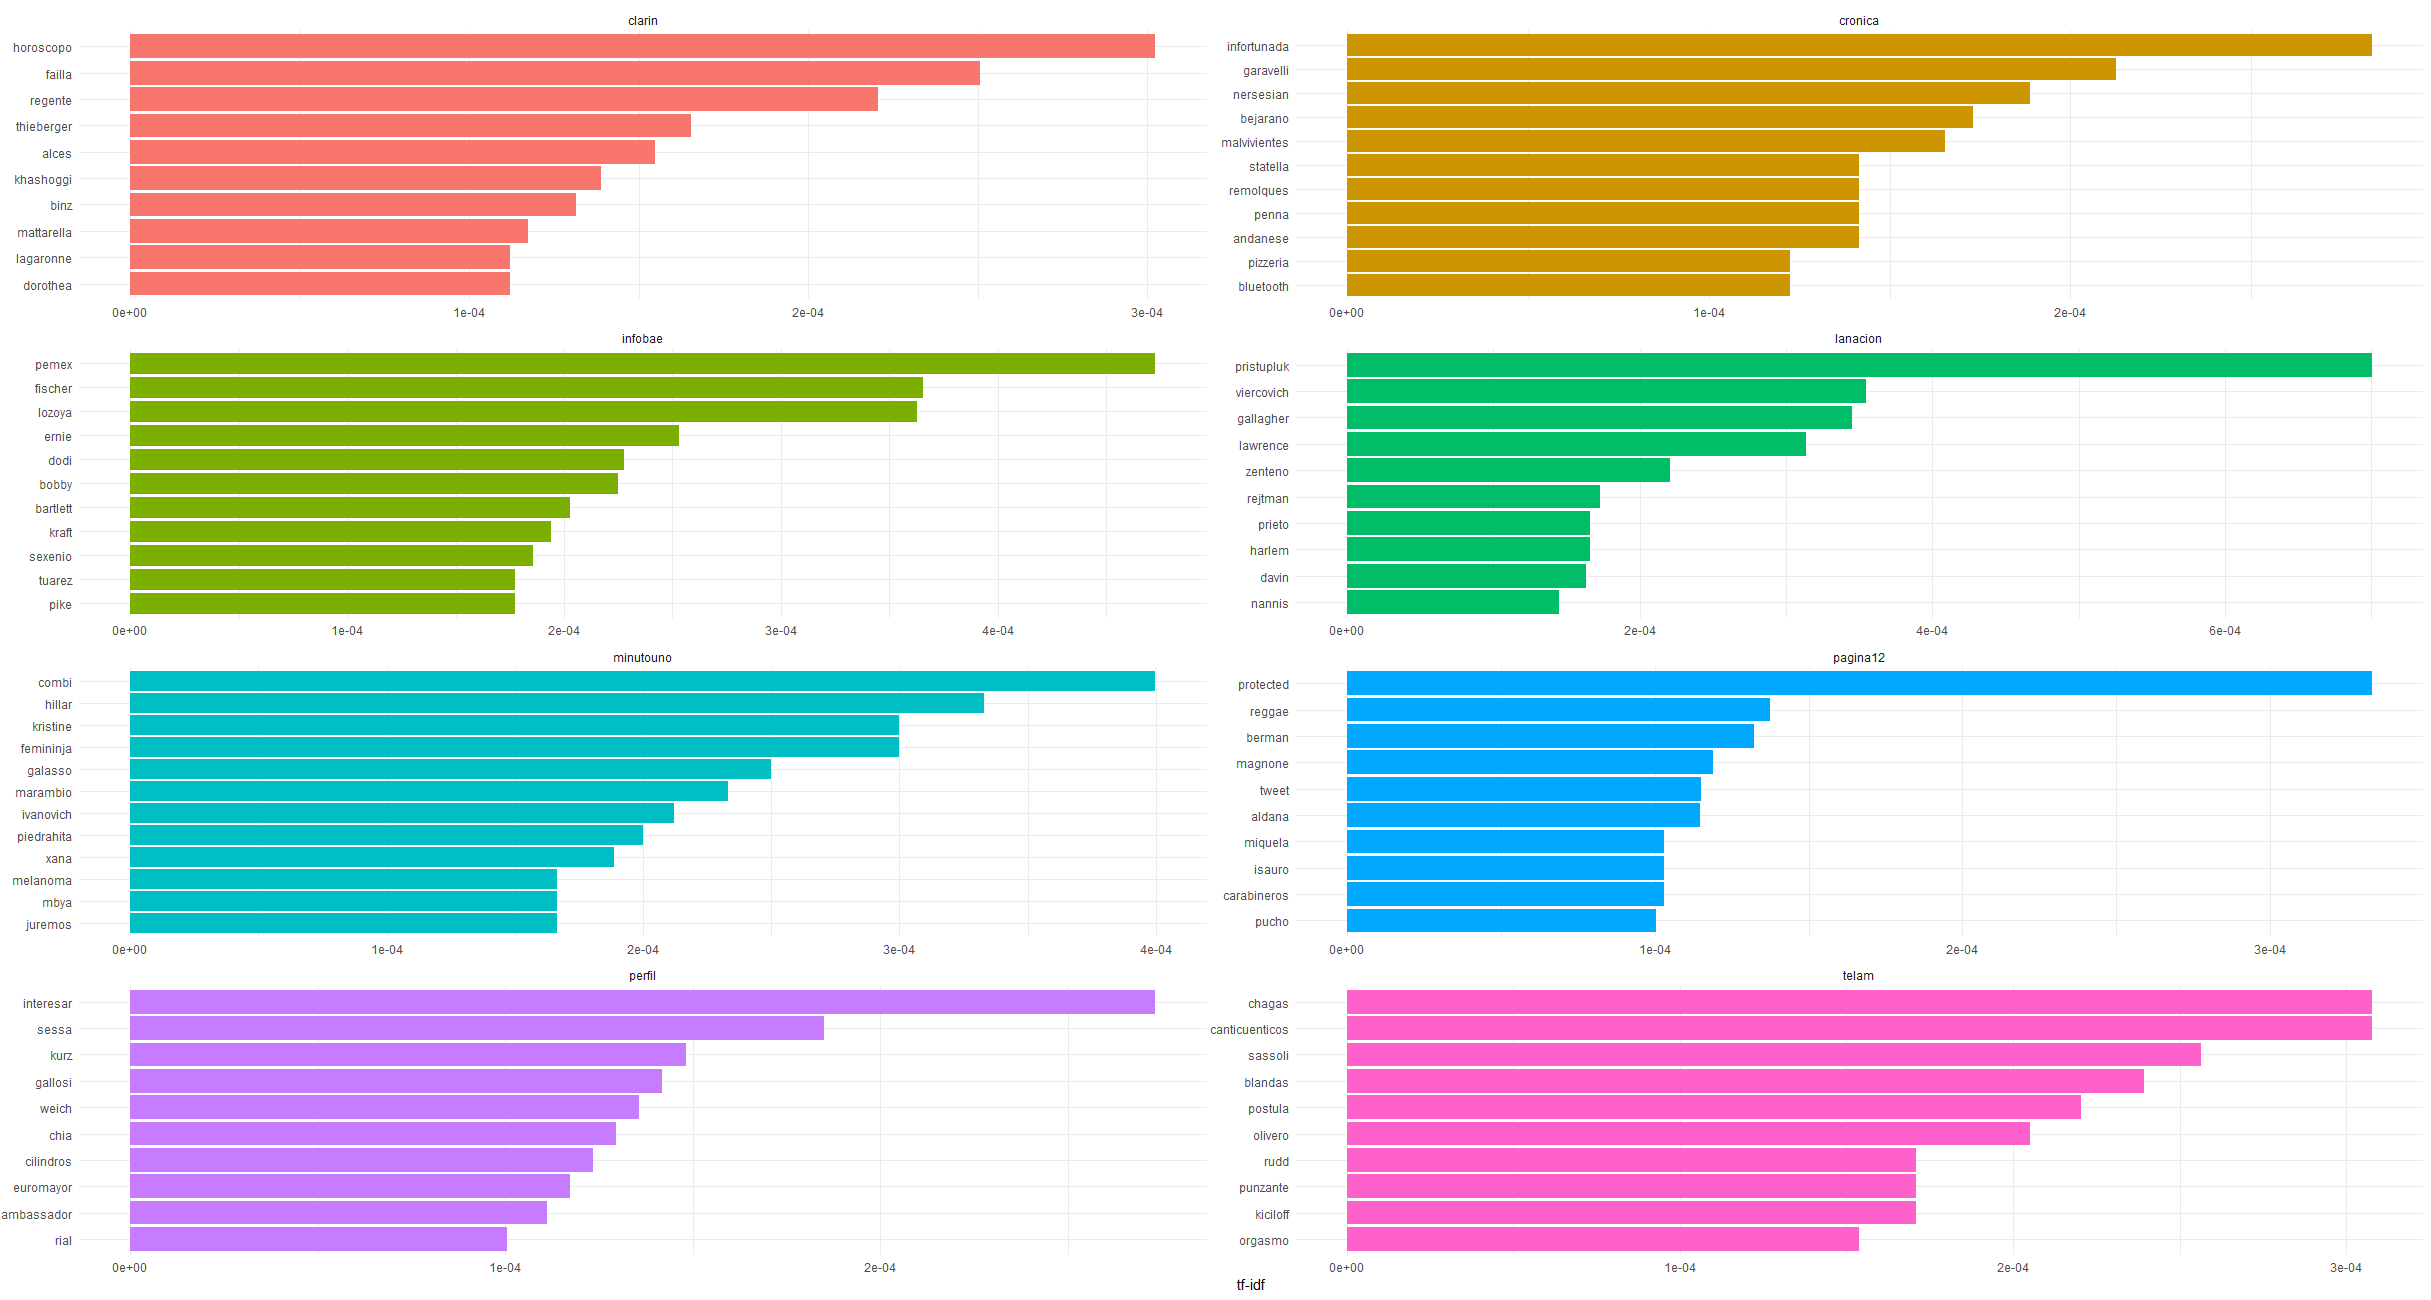 clarin
horoscopo
failla
regente
thieberger
alces
khashoggi
binz
mattarella
lagaronne
dorothea
0e+00 1e-04 2e-04 3e-04
cronica
infortunada
garavelli
nersesian
bejarano
malvivientes
statella
remolques
penna
andanese
pizzeria
bluetooth
0e+00 1e-04 2e-04
infobae
pemex
fischer
lozoya
ernie
dodi
bobby
bartlett
kraft
sexenio
tuarez
pike
0e+00 1e-04 2e-04 3e-04 4e-04
lanacion
pristupluk
viercovich
gallagher
lawrence
zenteno
rejtman
prieto
harlem
davin
nannis
0e+00 2e-04 4e-04 6e-04
minutouno
combi
hillar
kristine
femininja
galasso
marambio
ivanovich
piedrahita
xana
melanoma
mbya
juremos
0e+00 1e-04 2e-04 3e-04 4e-04
pagina12
protected
reggae
berman
magnone
tweet
aldana
miquela
isauro
carabineros
pucho
0e+00 1e-04 2e-04 3e-04
perfil
interesar
sessa
kurz
gallosi
weich
chia
cilindros
euromayor
ambassador
rial
0e+00 1e-04 2e-04
telam
chagas
canticuenticos
sassoli
blandas
postula
olivero
rudd
punzante
kiciloff
orgasmo
0e+00 1e-04 2e-04 3e-04
tf-idf